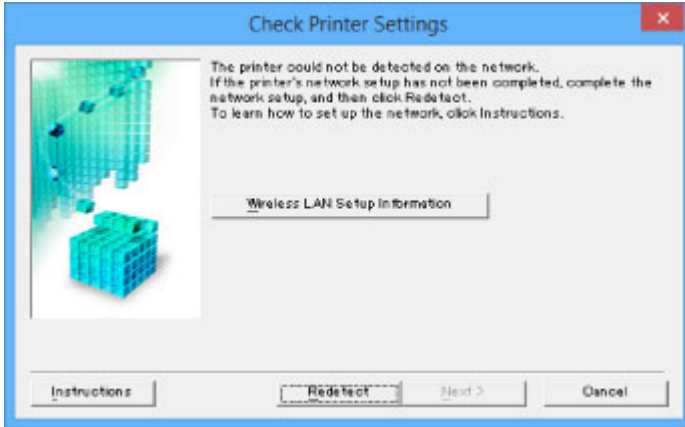 Check Printer Settings
The printer could not be detected on the network.
If the printer's network setup has not been completed, complete the
network setup, and then click Redetect.
To learn how to set up the network, click Instructions.
Wireless LAN Setup Information
Instructions
Redetect
Next >
Cancel